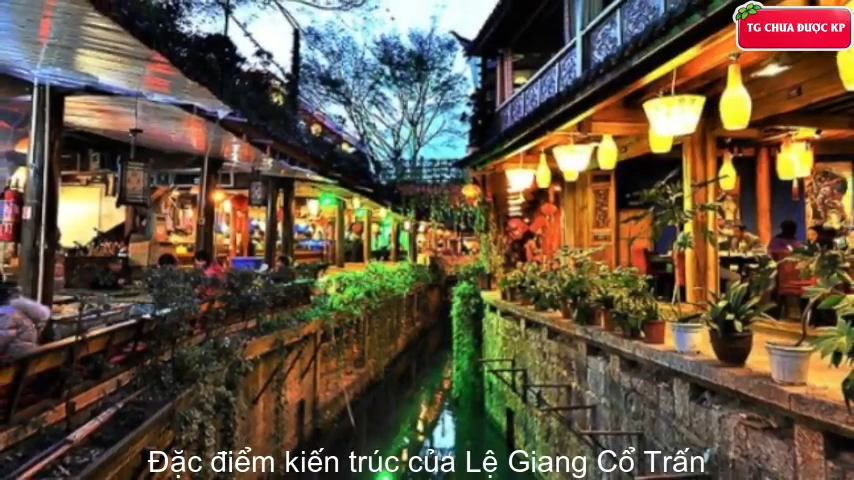 TG CHƯA ĐƯỢC KP
Đặc điểm kiến trúc của Lệ Giang Cổ Trấn